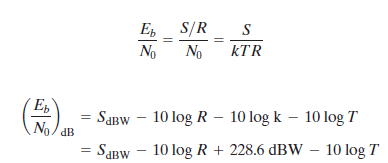 E_b/N_0 = (S/R)/N_0 = S/(kTR)
(E_b/N_0)_dB = S_dBW − 10 log R − 10 log k − 10 log T
= S_dBW − 10 log R + 228.6 dBW − 10 log T